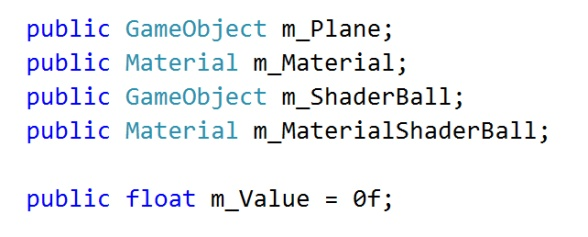 public GameObject m_Plane;
public Material m_Material;
public GameObject m_ShaderBall;
public Material m_MaterialShaderBall;
public float m_Value = 0f;